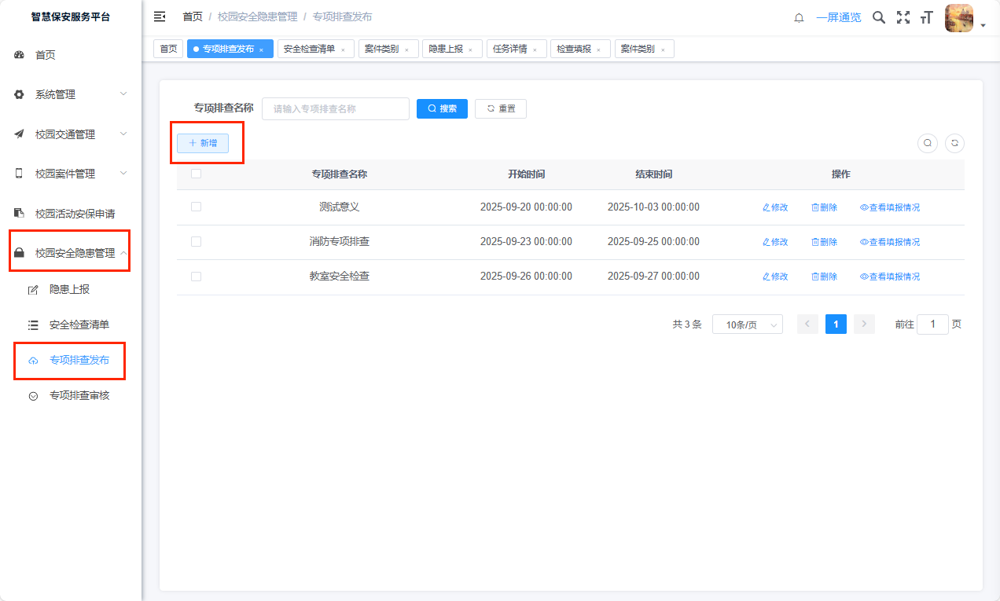 智慧保安服务平台
首页 / 校园安全隐患管理 / 专项排查发布
一屏通览
首页
专项排查发布 ×
安全检查清单 ×
案件类别 ×
隐患上报 ×
任务详情 ×
检查填报 ×
案件类别 ×
首页
系统管理
校园交通管理
校园案件管理
校园活动安保申请
校园安全隐患管理
隐患上报
安全检查清单
专项排查发布
专项排查审核
专项排查名称 请输入专项排查名称 搜索 重置
+ 新增
专项排查名称 开始时间 结束时间 操作
测试意义 2025-09-20 00:00:00 2025-10-03 00:00:00 修改 删除 查看填报情况
消防专项排查 2025-09-23 00:00:00 2025-09-25 00:00:00 修改 删除 查看填报情况
教室安全检查 2025-09-26 00:00:00 2025-09-27 00:00:00 修改 删除 查看填报情况
共 3 条 10条/页 < 1 > 前往 1 页